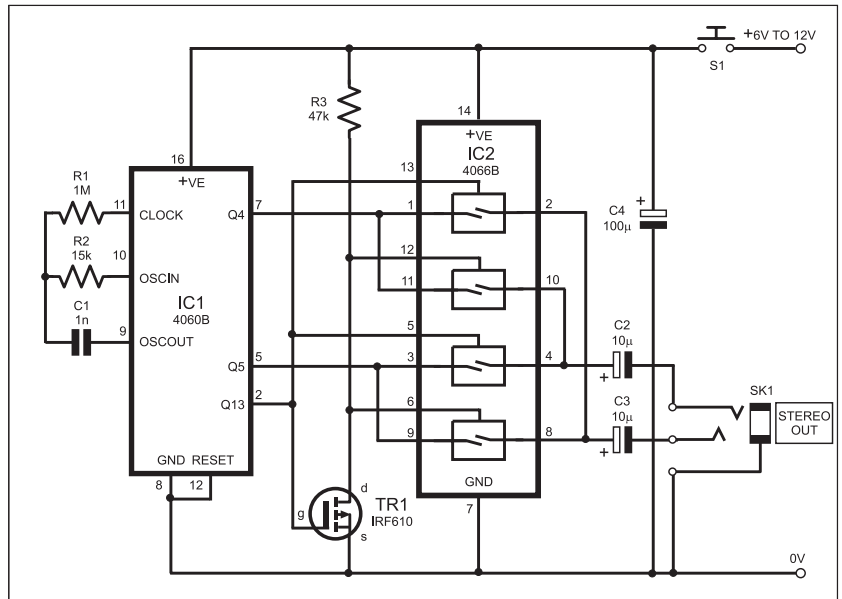 +6V TO 12V
S1
R3
47k
14
+VE
IC2
4066B
16
+VE
13
R1
1M
11
CLOCK
Q4
7
1
2
C4
100µ
+
R2
15k
10
OSCIN
12
11
10
IC1
4060B
C1
1n
9
OSCOUT
5
3
4
C2
10µ
+
Q5
5
Q13
2
6
9
8
C3
10µ
+
SK1
STEREO
OUT
GND RESET
8
12
GND
7
d
g
s
TR1
IRF610
0V